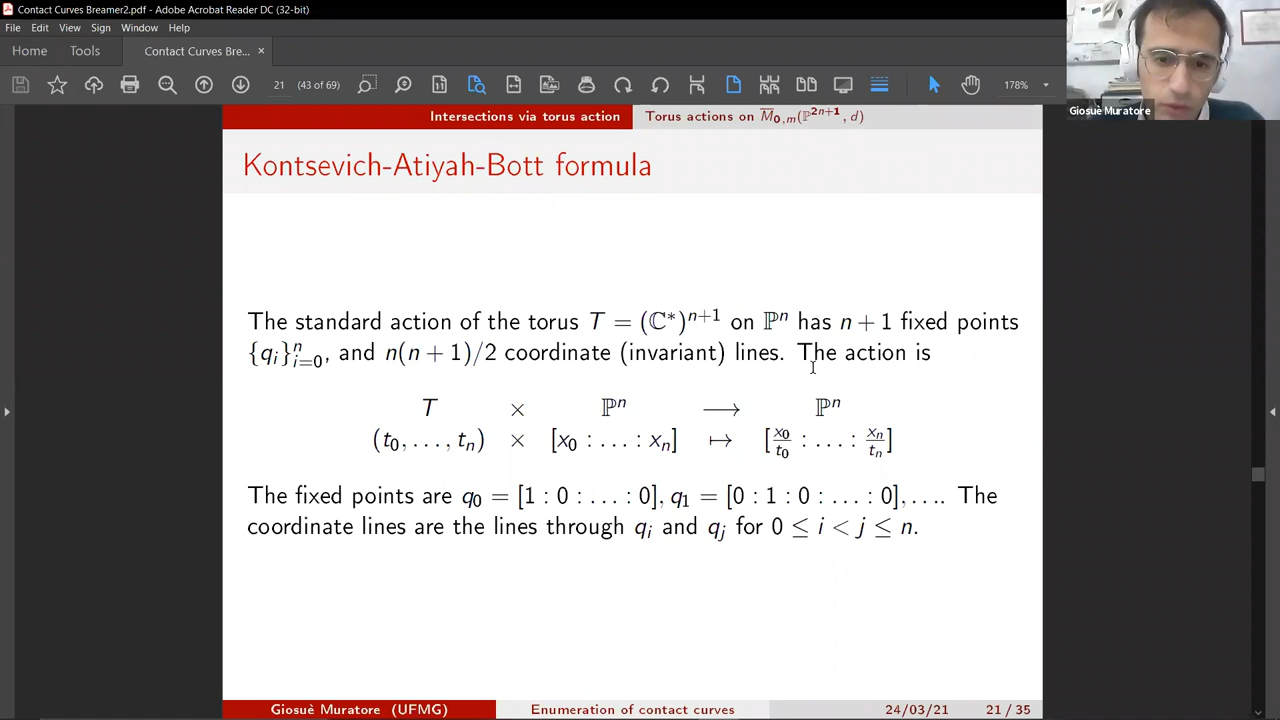 Contact Curves Breamer2.pdf - Adobe Acrobat Reader DC (32-bit)
File Edit View Sign Window Help
Home Tools Contact Curves Brea... ×
21 (43 of 69) 178%
Giosuè Muratore
Intersections via torus action Torus actions on M̅₀,ₘ(ℙ²ⁿ⁺¹, d)
Kontsevich-Atiyah-Bott formula
The standard action of the torus T = (ℂ*)ⁿ⁺¹ on ℙⁿ has n + 1 fixed points
{qᵢ}ⁿᵢ₌₀, and n(n + 1)/2 coordinate (invariant) lines. The action is
T × ℙⁿ ⟶ ℙⁿ
(t₀, . . . , tₙ) × [x₀ : . . . : xₙ] ↦ [x₀/t₀ : . . . : xₙ/tₙ]
The fixed points are q₀ = [1 : 0 : . . . : 0], q₁ = [0 : 1 : 0 : . . . : 0], . . . . The
coordinate lines are the lines through qᵢ and qⱼ for 0 ≤ i < j ≤ n.
Giosuè Muratore (UFMG) Enumeration of contact curves 24/03/21 21 / 35